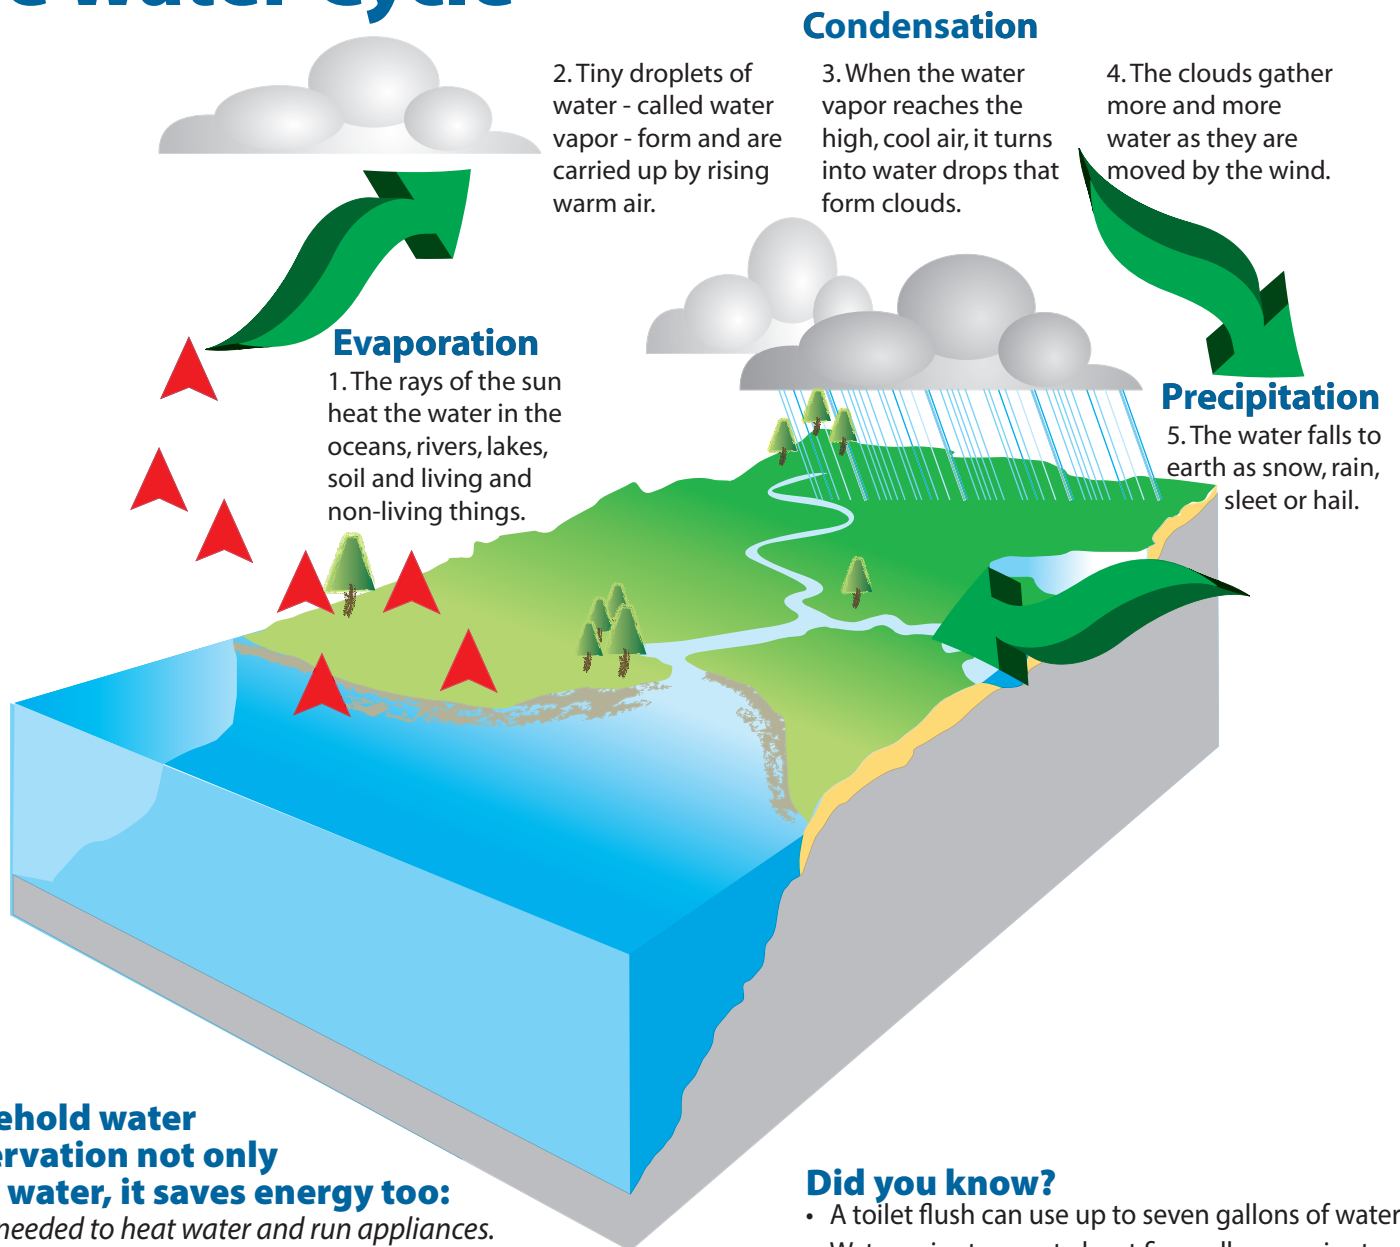 Water Cycle
Condensation
2. Tiny droplets of
water - called water
vapor - form and are
carried up by rising
warm air.
3. When the water
vapor reaches the
high, cool air, it turns
into water drops that
form clouds.
4. The clouds gather
more and more
water as they are
moved by the wind.
Evaporation
1. The rays of the sun
heat the water in the
oceans, rivers, lakes,
soil and living and
non-living things.
Precipitation
5. The water falls to
earth as snow, rain,
sleet or hail.
ehold water
ervation not only
water, it saves energy too:
needed to heat water and run appliances.
Did you know?
• A toilet flush can use up to seven gallons of water